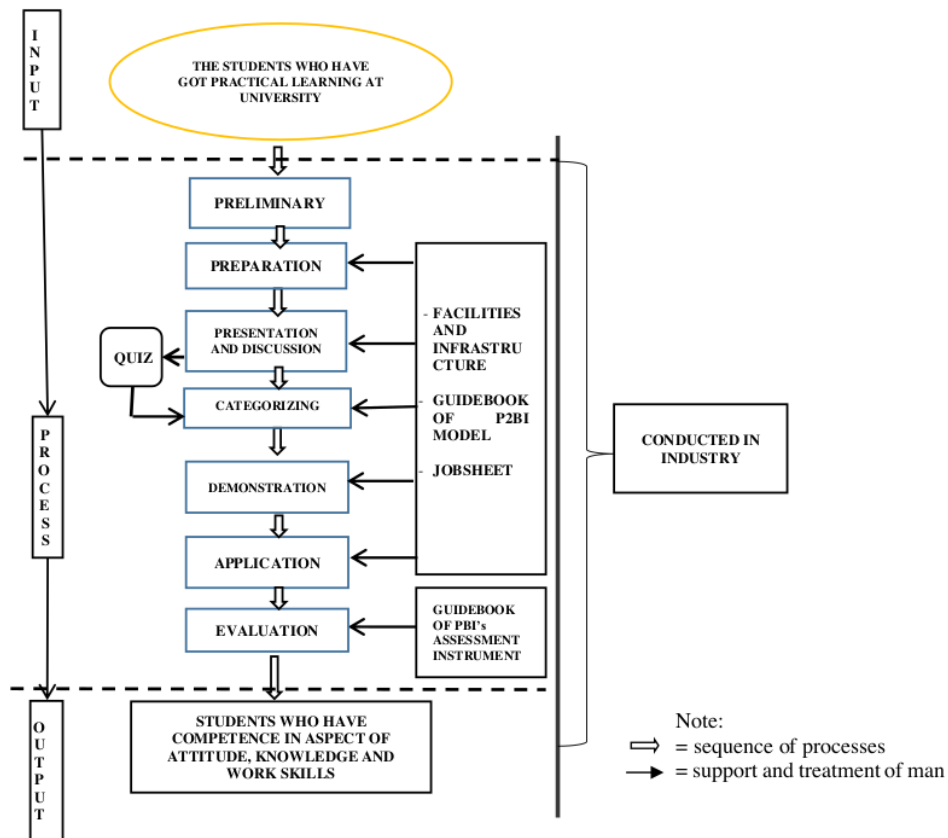 INPUT
THE STUDENTS WHO HAVE
GOT PRACTICAL LEARNING AT
UNIVERSITY
PRELIMINARY
PREPARATION
PRESENTATION
AND DISCUSSION
QUIZ
CATEGORIZING
DEMONSTRATION
APPLICATION
EVALUATION
- FACILITIES
AND
INFRASTRU
CTURE
- GUIDEBOOK
OF P2BI
MODEL
- JOBSHEET
GUIDEBOOK
OF PBI's
ASSESSMENT
INSTRUMENT
PROCESS
CONDUCTED IN
INDUSTRY
OUTPUT
STUDENTS WHO HAVE
COMPETENCE IN ASPECT OF
ATTITUDE, KNOWLEDGE AND
WORK SKILLS
Note:
= sequence of processes
= support and treatment of man